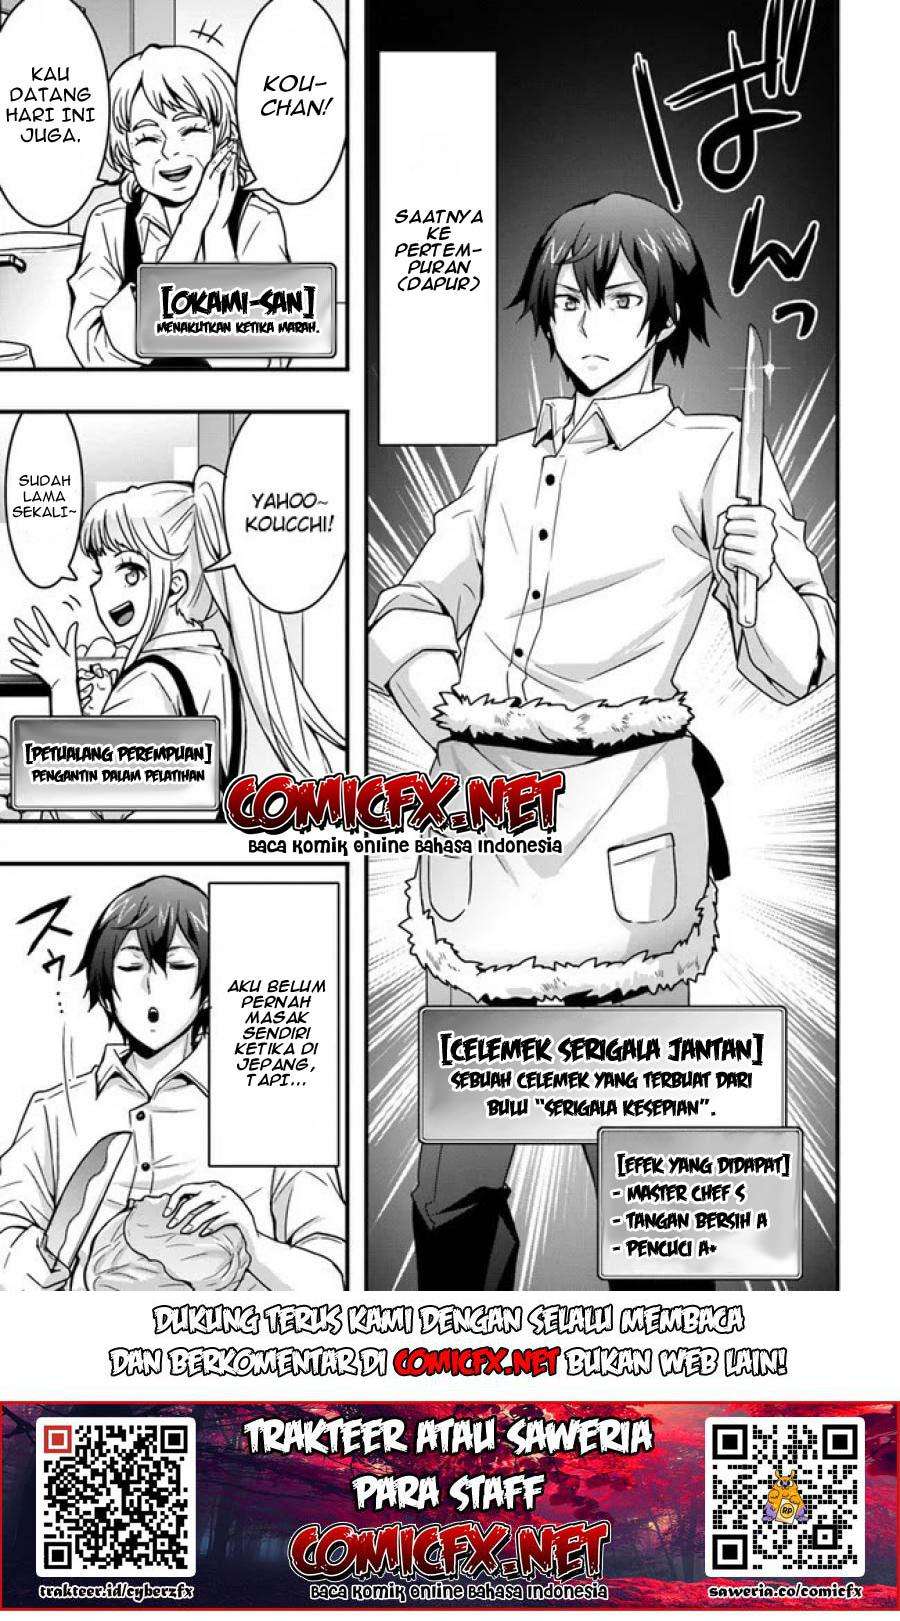 ばんっ
SAATNYA
KE
PERTEM-
PURAN
(DAPUR)
[CELEMEK SERIGALA JANTAN]
SEBUAH CELEMEK YANG TERBUAT DARI
BULU "SERIGALA KESEPIAN".
[EFEK YANG DIDAPAT]
- MASTER CHEF S
- TANGAN BERSIH A
- PENCUCI A+
KOU-
CHAN!
KAU
DATANG
HARI INI
JUGA.
[OKAMI-SAN]
MENAKUTKAN KETIKA MARAH.
YAHOO~
KOUCCHI!
SUDAH
LAMA
SEKALI~
[PETUALANG PEREMPUAN]
PENGANTIN DALAM PELATIHAN
COMICFX.NET
Baca Komik Online Bahasa Indonesia
AKU BELUM
PERNAH
MASAK
SENDIRI
KETIKA DI
JEPANG,
TAPI...
スゥ…
DUKUNG TERUS KAMI DENGAN SELALU MEMBACA
DAN BERKOMENTAR DI COMICFX.NET BUKAN WEB LAIN!
TRAKTEER ATAU SAWERIA
PARA STAFF
COMICFX.NET
Baca Komik Online Bahasa Indonesia
trakteer.id/cyberzfx
RP
saweria.co/comicfx